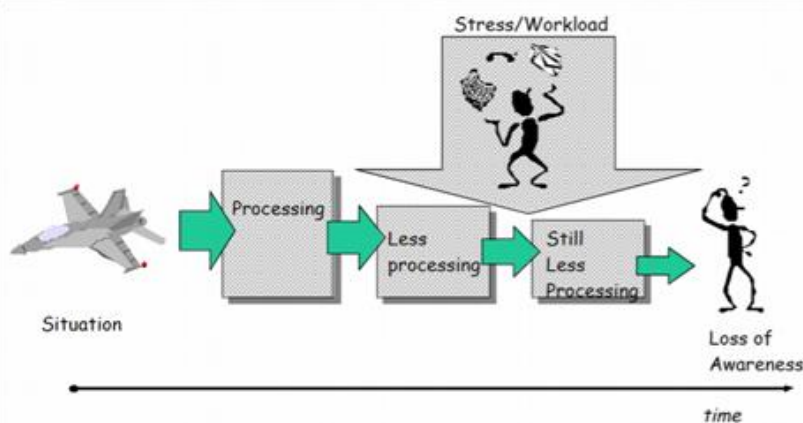 Stress/Workload
Processing
Less
processing
Still
Less
Processing
?
Situation
Loss of
Awareness
time